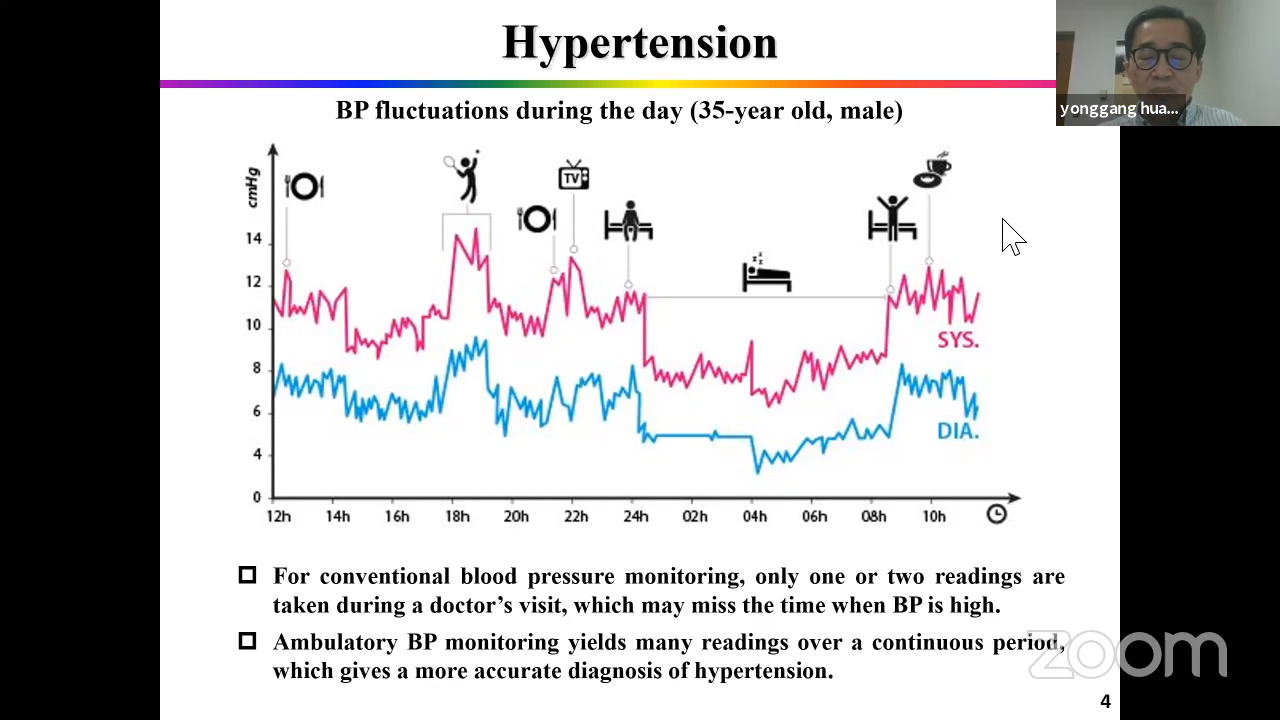 Hypertension
yonggang hua...
BP fluctuations during the day (35-year old, male)
cmHg
TV
z z z
14
12
10
8
6
4
0
SYS.
DIA.
12h 14h 16h 18h 20h 22h 24h 02h 04h 06h 08h 10h
For conventional blood pressure monitoring, only one or two readings are
taken during a doctor's visit, which may miss the time when BP is high.
Ambulatory BP monitoring yields many readings over a continuous period,
which gives a more accurate diagnosis of hypertension.
zoom
4